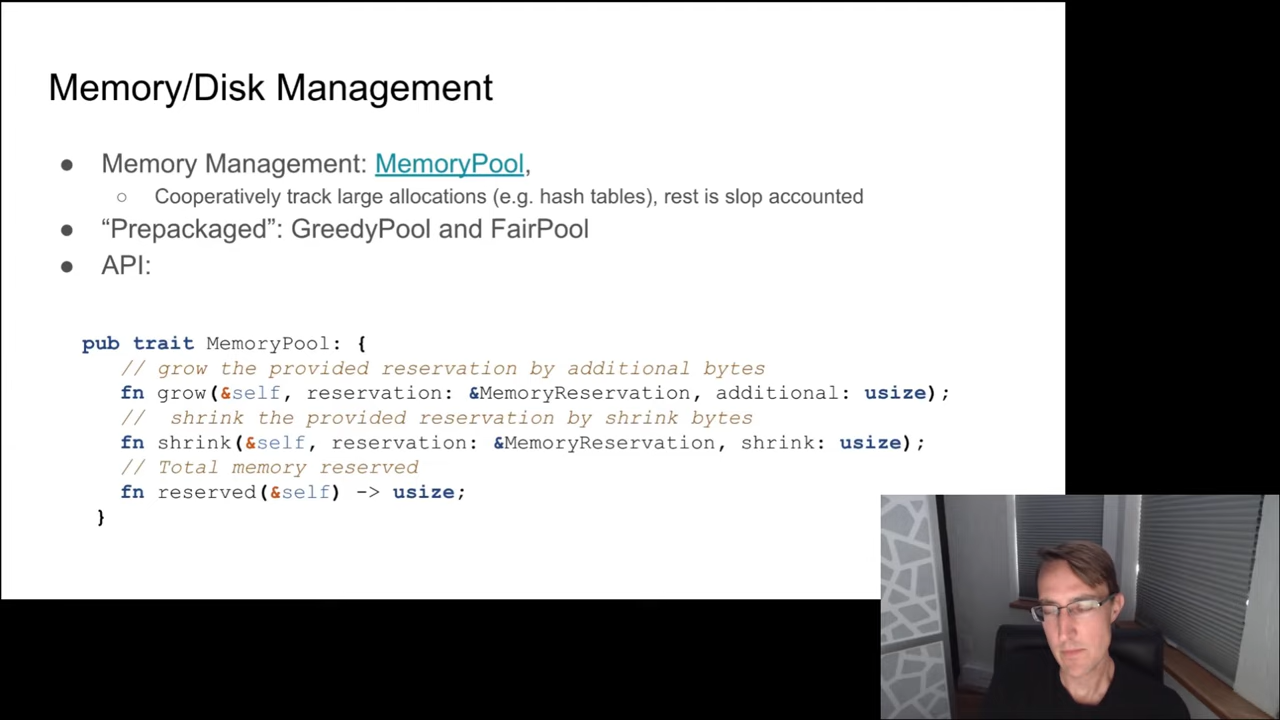 Memory/Disk Management
● Memory Management: MemoryPool,
○ Cooperatively track large allocations (e.g. hash tables), rest is slop accounted
● “Prepackaged”: GreedyPool and FairPool
● API:
pub trait MemoryPool: {
// grow the provided reservation by additional bytes
fn grow(&self, reservation: &MemoryReservation, additional: usize);
//  shrink the provided reservation by shrink bytes
fn shrink(&self, reservation: &MemoryReservation, shrink: usize);
// Total memory reserved
fn reserved(&self) -> usize;
}